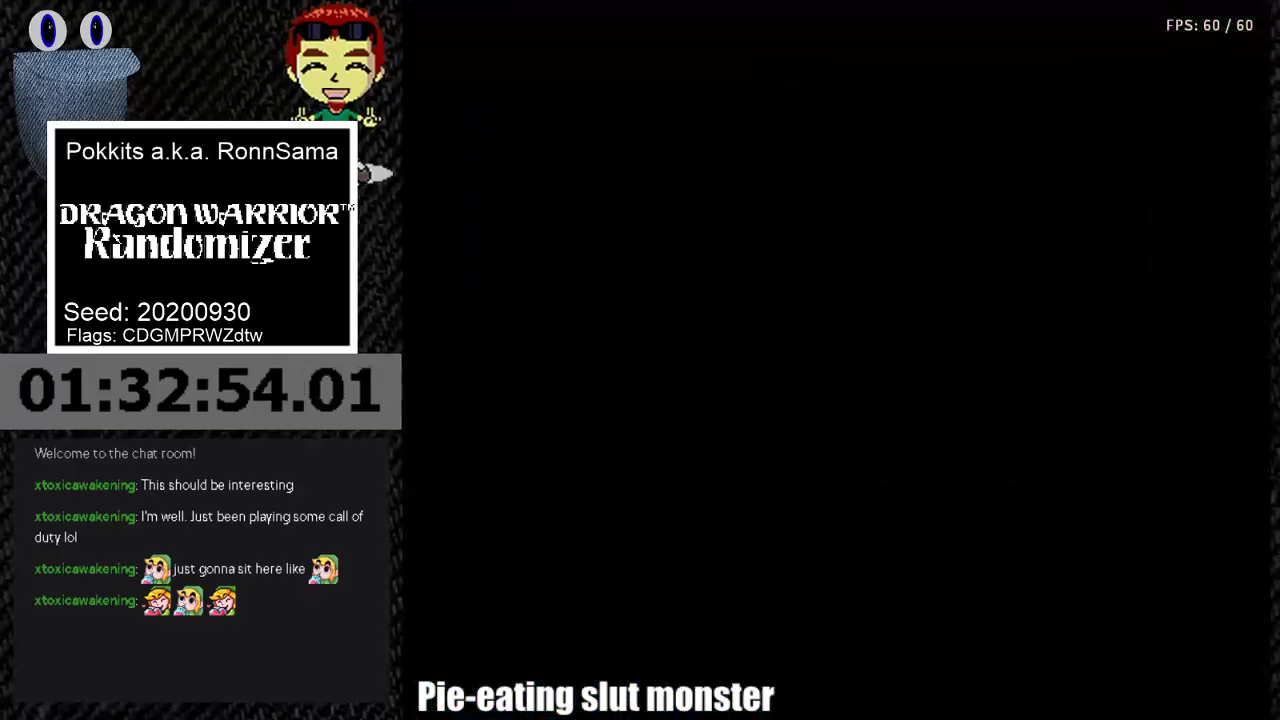 FPS: 60 / 60
Pokkits a.k.a. RonnSama
DRAGON WARRIOR™
Randomizer
Seed: 20200930
Flags: CDGMPRWZdtw
01:32:54.01
Welcome to the chat room!
xtoxicawakening: This should be interesting
xtoxicawakening: I'm well. Just been playing some call of
duty lol
xtoxicawakening: just gonna sit here like
xtoxicawakening:
Pie-eating slut monster